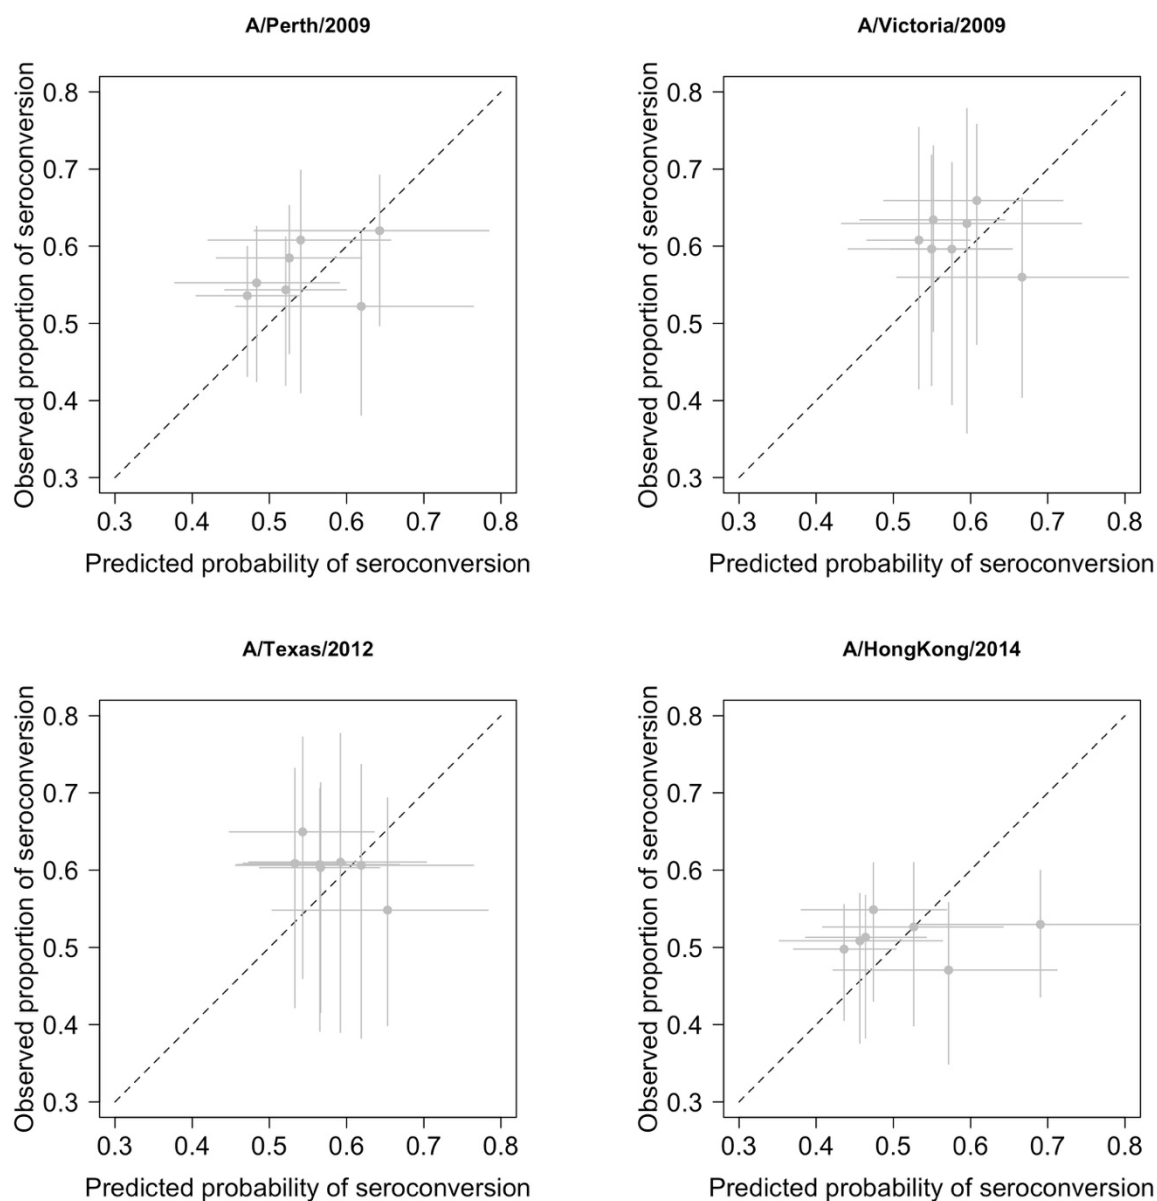 A/Perth/2009
A/Victoria/2009
Observed proportion of seroconversion
0.8
0.7
0.6
0.5
0.4
0.3
0.3 0.4 0.5 0.6 0.7 0.8
Predicted probability of seroconversion
Observed proportion of seroconversion
0.8
0.7
0.6
0.5
0.4
0.3
0.3 0.4 0.5 0.6 0.7 0.8
Predicted probability of seroconversion
A/Texas/2012
A/HongKong/2014
Observed proportion of seroconversion
0.8
0.7
0.6
0.5
0.4
0.3
0.3 0.4 0.5 0.6 0.7 0.8
Predicted probability of seroconversion
Observed proportion of seroconversion
0.8
0.7
0.6
0.5
0.4
0.3
0.3 0.4 0.5 0.6 0.7 0.8
Predicted probability of seroconversion